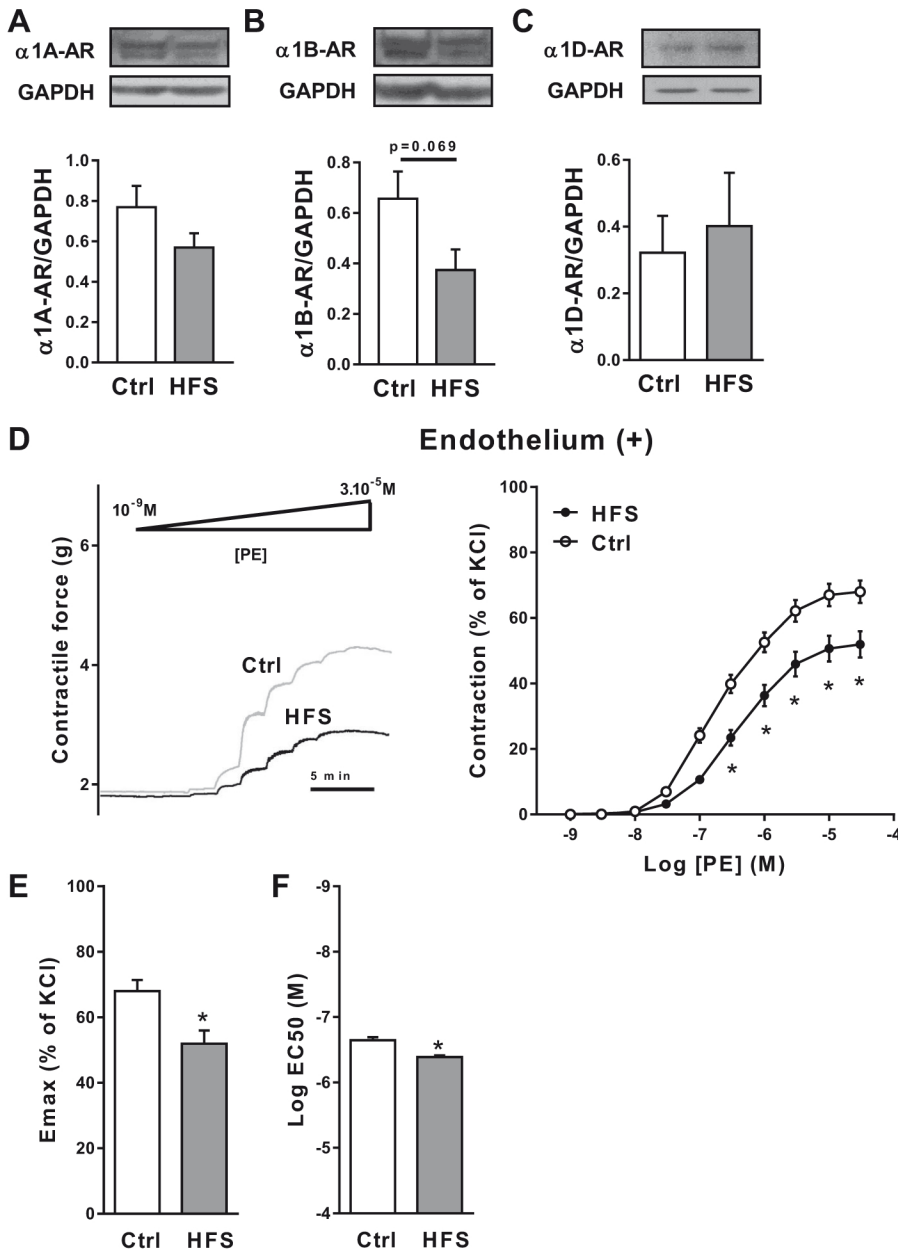 A
α1A-AR
GAPDH
α1A-AR/GAPDH
1.0
0.8
0.6
0.4
0.2
0.0
Ctrl HFS
B
α1B-AR
GAPDH
p=0.069
α1B-AR/GAPDH
0.8
0.6
0.4
0.2
0.0
Ctrl HFS
C
α1D-AR
GAPDH
α1D-AR/GAPDH
0.6
0.4
0.2
0.0
Ctrl HFS
D
Endothelium (+)
Contractile force (g)
6
4
2
10⁻⁹M
3.10⁻⁵M
[PE]
Ctrl
HFS
5 min
Contraction (% of KCl)
100
80
60
40
20
0
HFS
Ctrl
* * * * *
-9 -8 -7 -6 -5 -4
Log [PE] (M)
E
Emax (% of KCl)
100
80
60
40
20
0
*
Ctrl HFS
F
Log EC50 (M)
-9
-8
-7
-6
-5
-4
*
Ctrl HFS